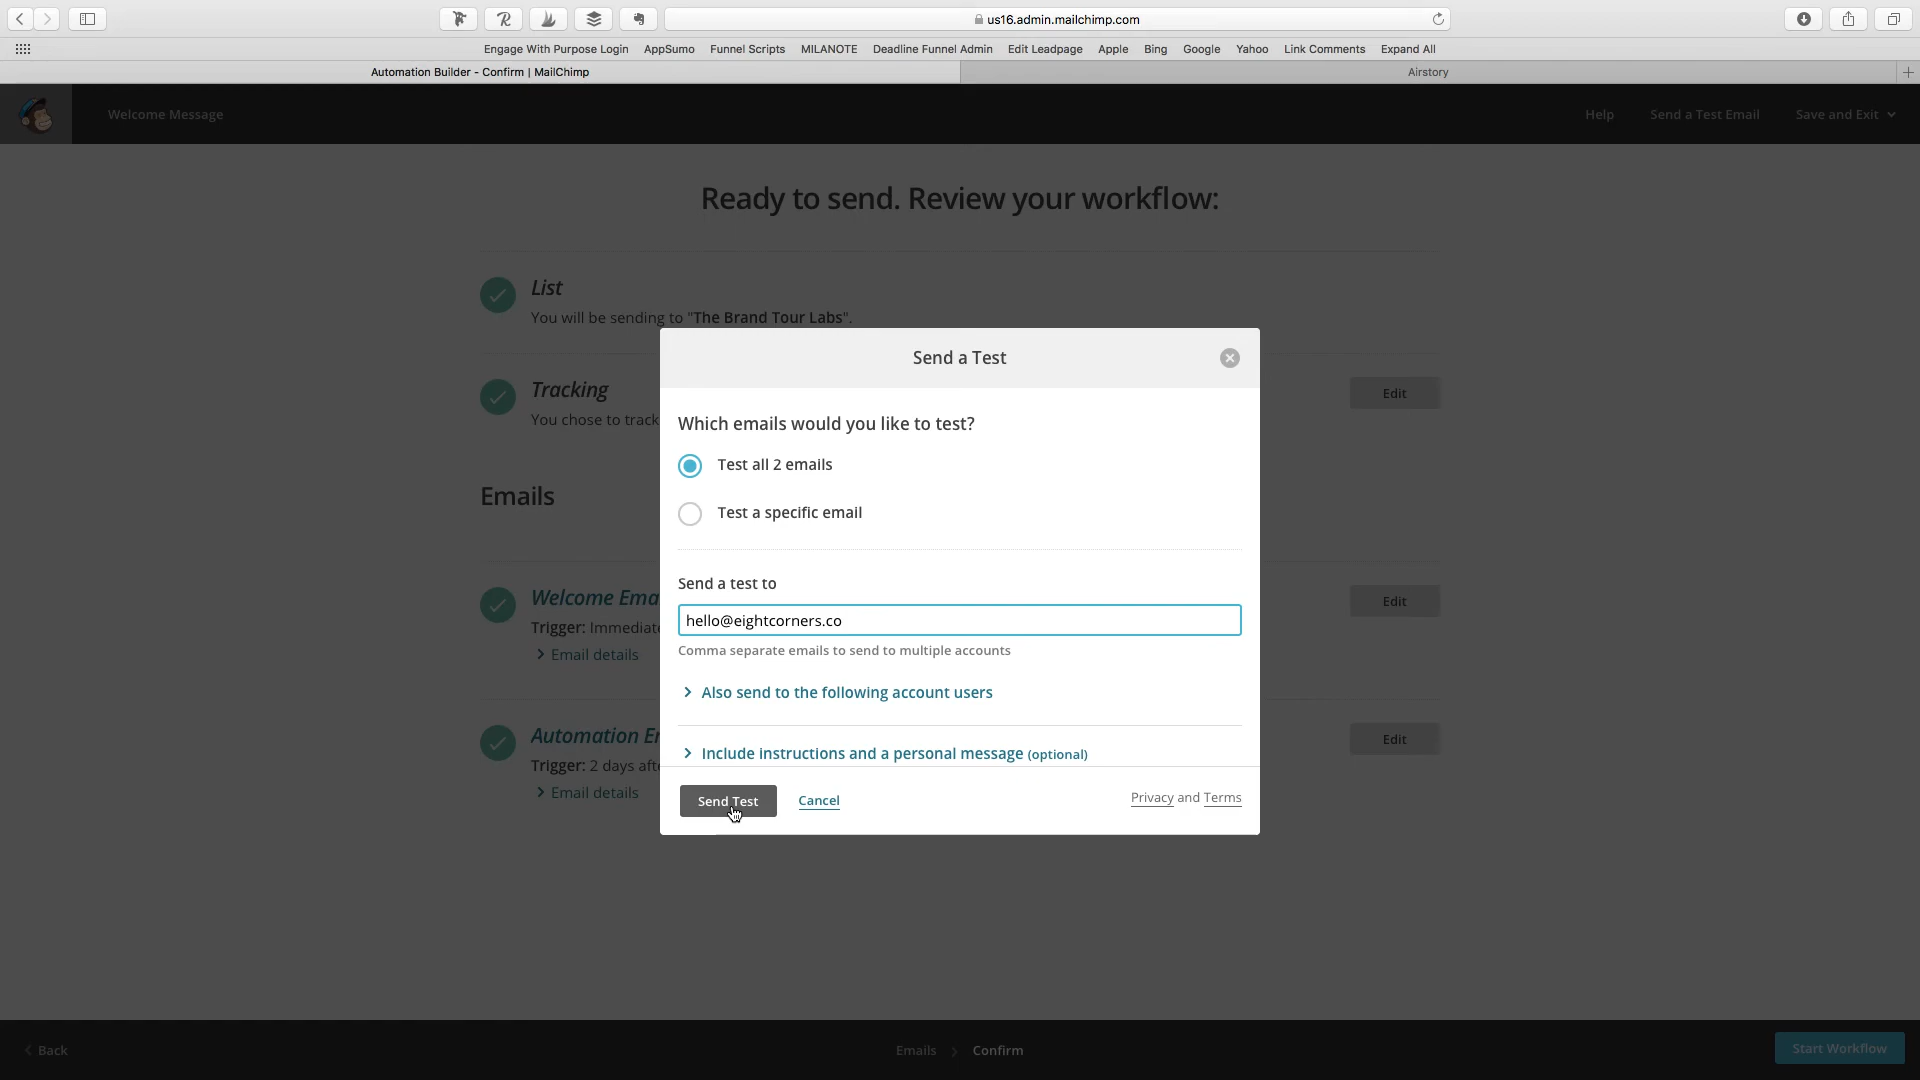 us16.admin.mailchimp.com
Engage With Purpose Login AppSumo Funnel Scripts MILANOTE Deadline Funnel Admin Edit Leadpage Apple Bing Google Yahoo Link Comments Expand All
Automation Builder - Confirm | MailChimp Airstory
Welcome Message Help Send a Test Email Save and Exit
Ready to send. Review your workflow:
List
You will be sending to "The Brand Tour Labs".
Send a Test
Tracking Edit
You chose to track
Which emails would you like to test?
Test all 2 emails
Emails
Test a specific email
Send a test to
Welcome Ema Edit
hello@eightcorners.co
Trigger: Immediate
Comma separate emails to send to multiple accounts
Email details
Also send to the following account users
Automation Er Edit
Include instructions and a personal message (optional)
Trigger: 2 days afte
Email details
Send Test Cancel Privacy and Terms
Back Emails Confirm Start Workflow